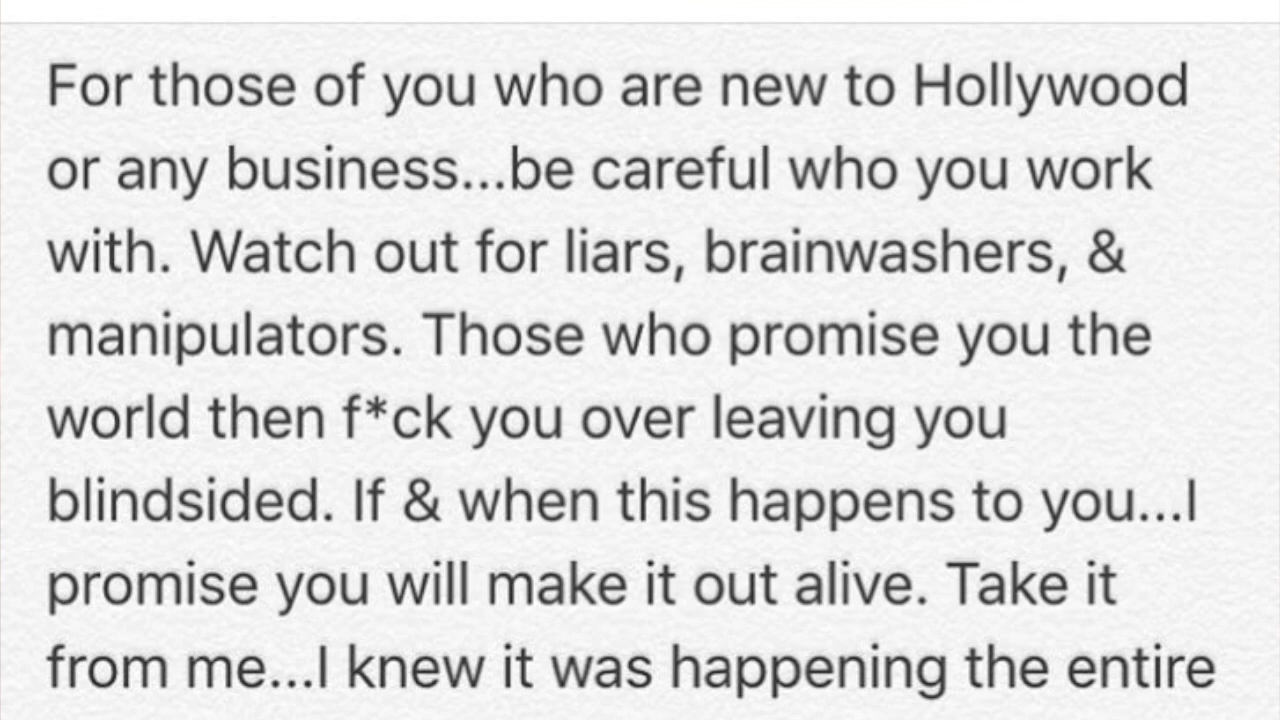 For those of you who are new to Hollywood
or any business...be careful who you work
with. Watch out for liars, brainwashers, &
manipulators. Those who promise you the
world then f*ck you over leaving you
blindsided. If & when this happens to you...I
promise you will make it out alive. Take it
from me...I knew it was happening the entire